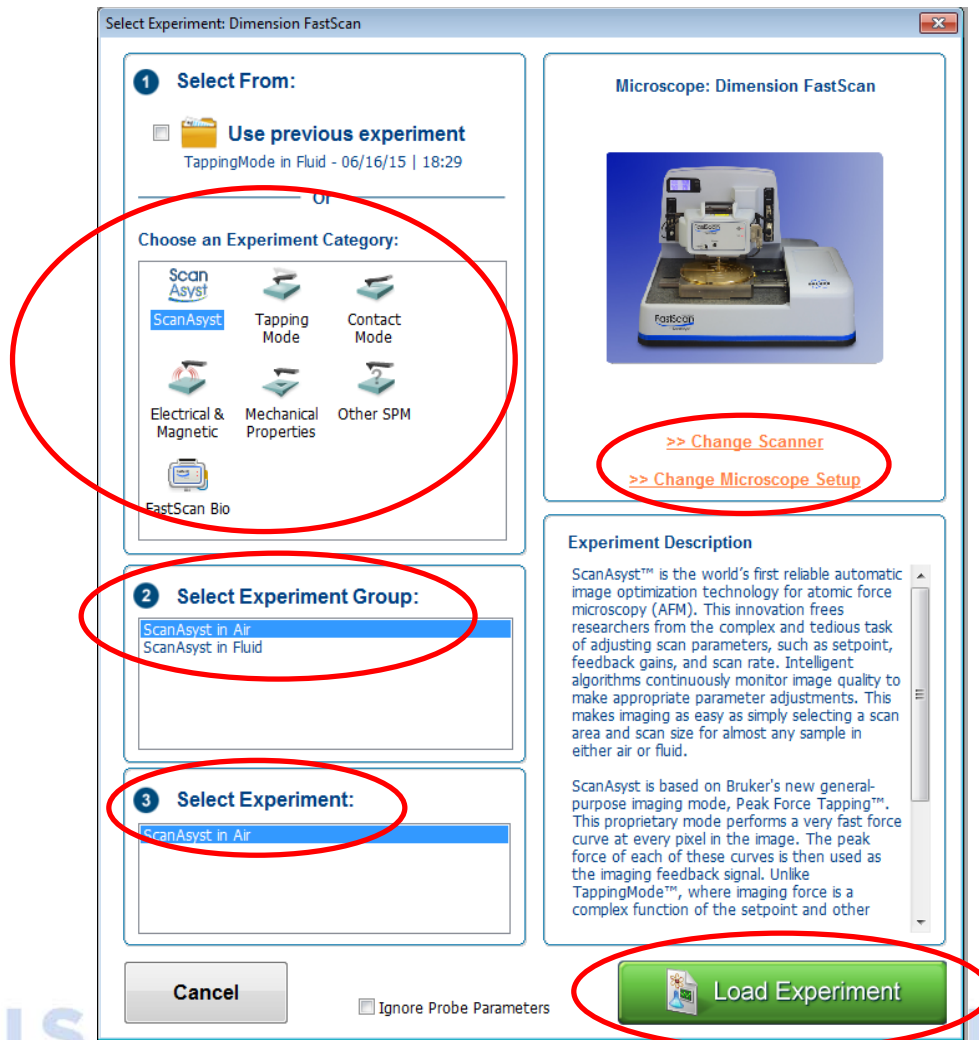 Select Experiment: Dimension FastScan
1 Select From:
Use previous experiment
TappingMode in Fluid - 06/16/15 | 18:29
Or
Choose an Experiment Category:
Scan
Asyst
ScanAsyst
Tapping
Mode
Contact
Mode
Electrical &
Magnetic
Mechanical
Properties
Other SPM
FastScan Bio
2 Select Experiment Group:
ScanAsyst in Air
ScanAsyst in Fluid
3 Select Experiment:
ScanAsyst in Air
Cancel
Ignore Probe Parameters
Microscope: Dimension FastScan
FastScan
>> Change Scanner
>> Change Microscope Setup
Experiment Description
ScanAsyst™ is the world's first reliable automatic
image optimization technology for atomic force
microscopy (AFM). This innovation frees
researchers from the complex and tedious task
of adjusting scan parameters, such as setpoint,
feedback gains, and scan rate. Intelligent
algorithms continuously monitor image quality to
make appropriate parameter adjustments. This
makes imaging as easy as simply selecting a scan
area and scan size for almost any sample in
either air or fluid.
ScanAsyst is based on Bruker's new general-
purpose imaging mode, Peak Force Tapping™.
This proprietary mode performs a very fast force
curve at every pixel in the image. The peak
force of each of these curves is then used as
the imaging feedback signal. Unlike
TappingMode™, where imaging force is a
complex function of the setpoint and other
Load Experiment